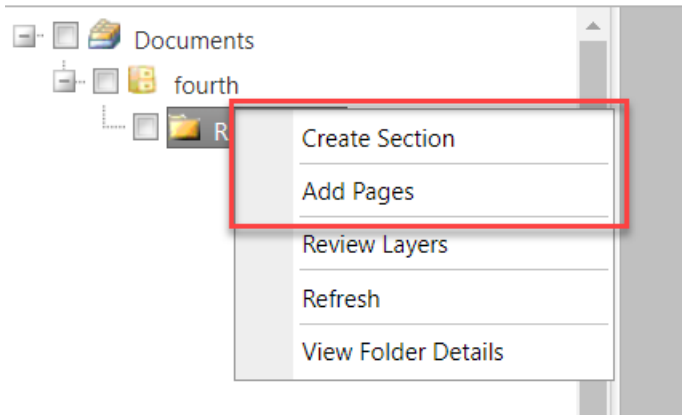 Documents
fourth
R
Create Section
Add Pages
Review Layers
Refresh
View Folder Details